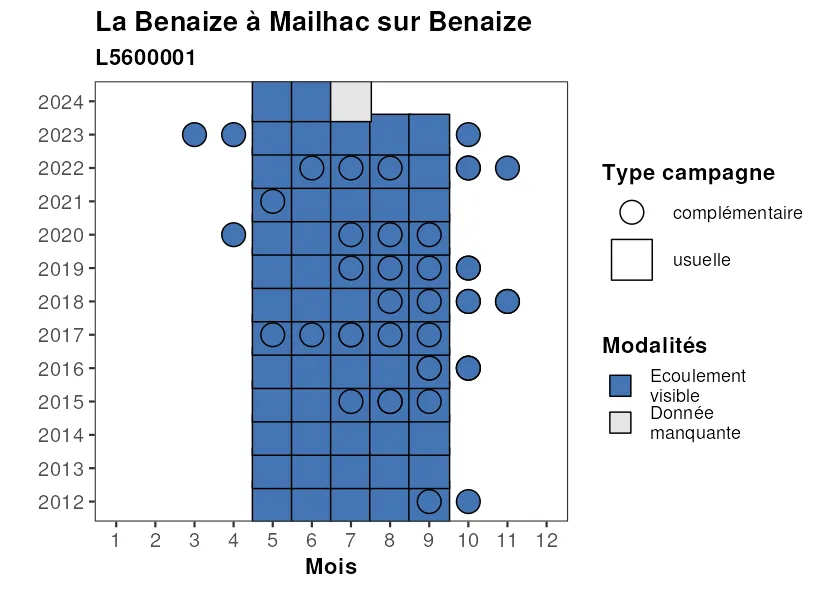 La Benaize à Mailhac sur Benaize
L5600001
2024
2023
2022
2021
2020
2019
2018
2017
2016
2015
2014
2013
2012
1 2 3 4 5 6 7 8 9 10 11 12
Mois
Type campagne
complémentaire
usuelle
Modalités
Ecoulement
visible
Donnée
manquante